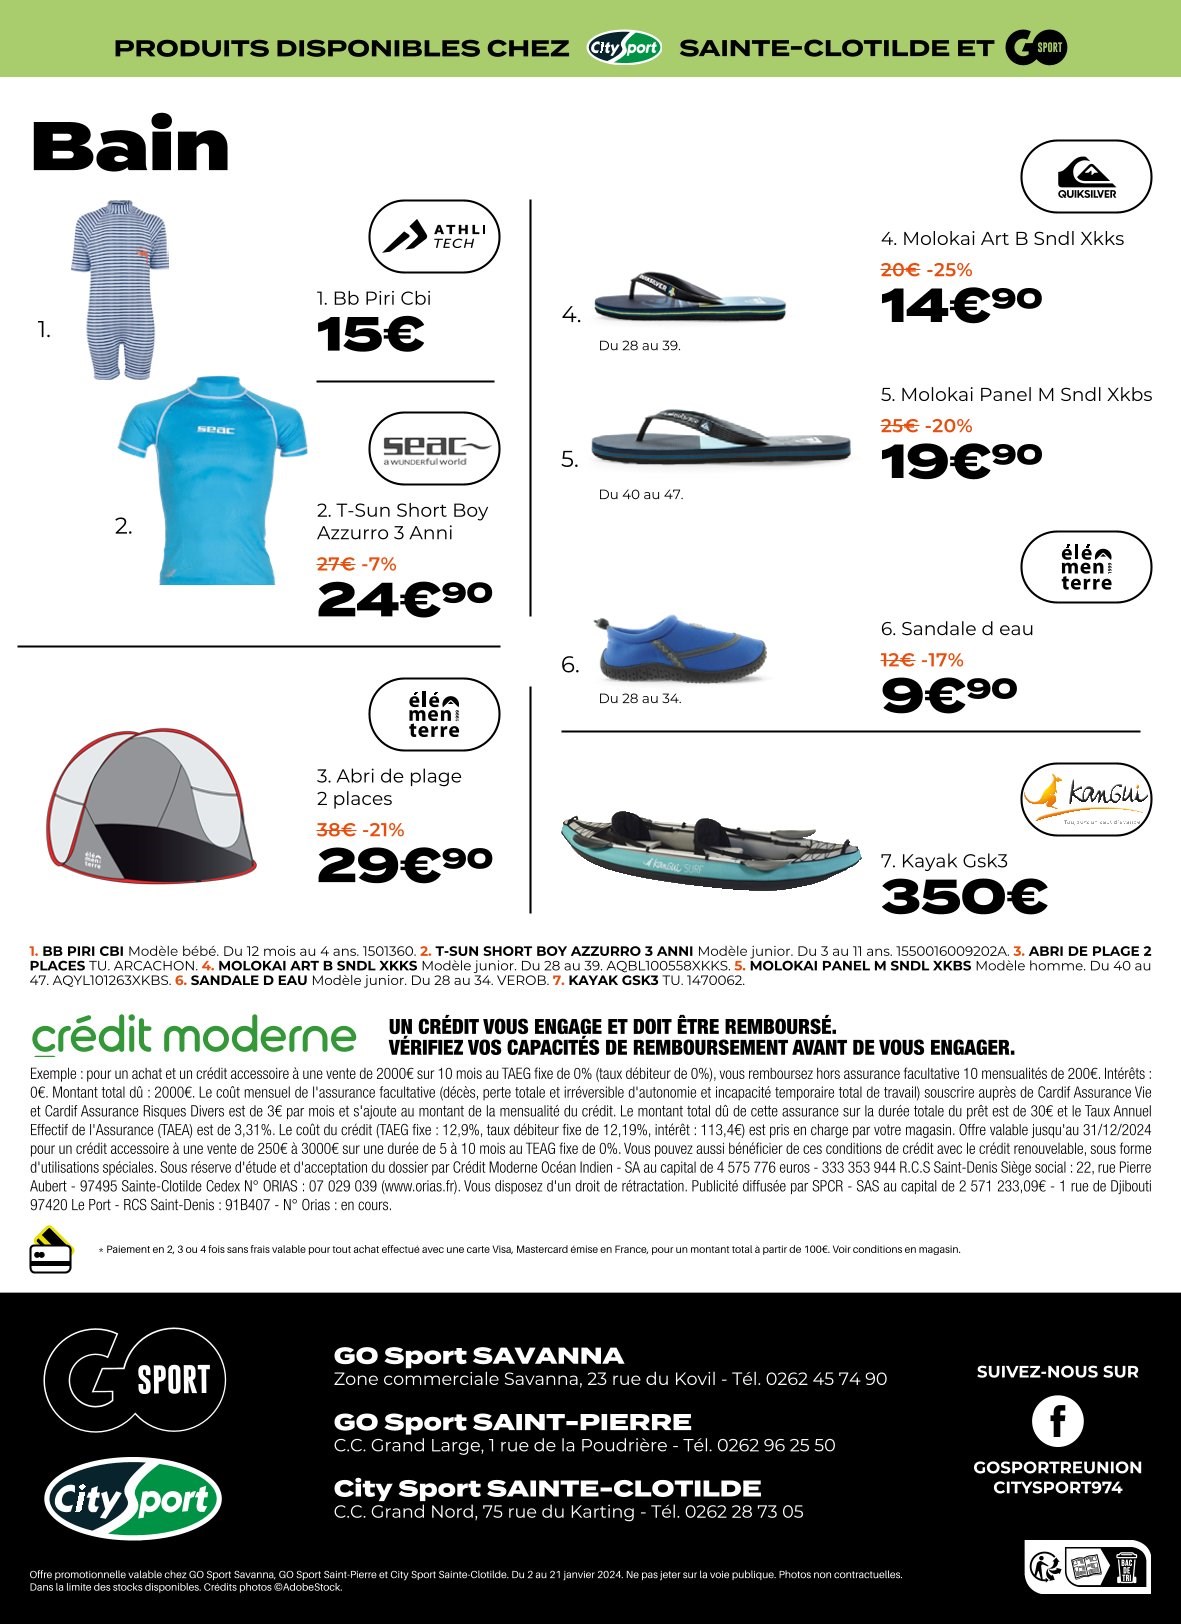 PRODUITS DISPONIBLES CHEZ City Sport SAINTE-CLOTILDE ET GO SPORT
Bain
ATHLI
TECH
1.
1. Bb Piri Cbi
15€
seac
seac
a wUNDERful world
2.
2. T-Sun Short Boy
Azzurro 3 Anni
27€ -7%
24€90
élé
men 1999
terre
élé
men
terre
3. Abri de plage
2 places
38€ -21%
29€90
QUIKSILVER
4. Molokai Art B Sndl Xkks
20€ -25%
14€90
QUIKSILVER
4.
Du 28 au 39.
5. Molokai Panel M Sndl Xkbs
25€ -20%
19€90
5.
Du 40 au 47.
élé
men 1999
terre
6. Sandale d eau
12€ -17%
9€90
6.
Du 28 au 34.
KanGui
KANGUI SURF
7. Kayak Gsk3
350€
1. BB PIRI CBI Modèle bébé. Du 12 mois au 4 ans. 1501360. 2. T-SUN SHORT BOY AZZURRO 3 ANNI Modèle junior. Du 3 au 11 ans. 1550016009202A. 3. ABRI DE PLAGE 2
PLACES TU. ARCACHON. 4. MOLOKAI ART B SNDL XKKS Modèle junior. Du 28 au 39. AQBL100558XKKS. 5. MOLOKAI PANEL M SNDL XKBS Modèle homme. Du 40 au
47. AQYL101263XKBS. 6. SANDALE D EAU Modèle junior. Du 28 au 34. VEROB. 7. KAYAK GSK3 TU. 1470062.
crédit moderne
UN CRÉDIT VOUS ENGAGE ET DOIT ÊTRE REMBOURSÉ.
VÉRIFIEZ VOS CAPACITÉS DE REMBOURSEMENT AVANT DE VOUS ENGAGER.
Exemple : pour un achat et un crédit accessoire à une vente de 2000€ sur 10 mois au TAEG fixe de 0% (taux débiteur de 0%), vous remboursez hors assurance facultative 10 mensualités de 200€. Intérêts :
0€. Montant total dû : 2000€. Le coût mensuel de l'assurance facultative (décès, perte totale et irréversible d'autonomie et incapacité temporaire total de travail) souscrire auprès de Cardif Assurance Vie
et Cardif Assurance Risques Divers est de 3€ par mois et s'ajoute au montant de la mensualité du crédit. Le montant total dû de cette assurance sur la durée totale du prêt est de 30€ et le Taux Annuel
Effectif de l'Assurance (TAEA) est de 3,31%. Le coût du crédit (TAEG fixe : 12,9%, taux débiteur fixe de 12,19%, intérêt : 113,4€) est pris en charge par votre magasin. Offre valable jusqu'au 31/12/2024
pour un crédit accessoire à une vente de 250€ à 3000€ sur une durée de 5 à 10 mois au TEAG fixe de 0%. Vous pouvez aussi bénéficier de ces conditions de crédit avec le crédit renouvelable, sous forme
d'utilisations spéciales. Sous réserve d'étude et d'acceptation du dossier par Crédit Moderne Océan Indien - SA au capital de 4 575 776 euros - 333 353 944 R.C.S Saint-Denis Siège social : 22, rue Pierre
Aubert - 97495 Sainte-Clotilde Cedex N° ORIAS : 07 029 039 (www.orias.fr). Vous disposez d'un droit de rétractation. Publicité diffusée par SPCR - SAS au capital de 2 571 233,09€ - 1 rue de Djibouti
97420 Le Port - RCS Saint-Denis : 91B407 - N° Orias : en cours.
* Paiement en 2, 3 ou 4 fois sans frais valable pour tout achat effectué avec une carte Visa, Mastercard émise en France, pour un montant total à partir de 100€. Voir conditions en magasin.
GO SPORT
City Sport
GO Sport SAVANNA
Zone commerciale Savanna, 23 rue du Kovil - Tél. 0262 45 74 90
GO Sport SAINT-PIERRE
C.C. Grand Large, 1 rue de la Poudrière - Tél. 0262 96 25 50
City Sport SAINTE-CLOTILDE
C.C. Grand Nord, 75 rue du Karting - Tél. 0262 28 73 05
SUIVEZ-NOUS SUR
f
GOSPORTREUNION
CITYSPORT974
BAC
DE
TRI
Offre promotionnelle valable chez GO Sport Savanna, GO Sport Saint-Pierre et City Sport Sainte-Clotilde. Du 2 au 21 janvier 2024. Ne pas jeter sur la voie publique. Photos non contractuelles.
Dans la limite des stocks disponibles. Crédits photos ©AdobeStock.